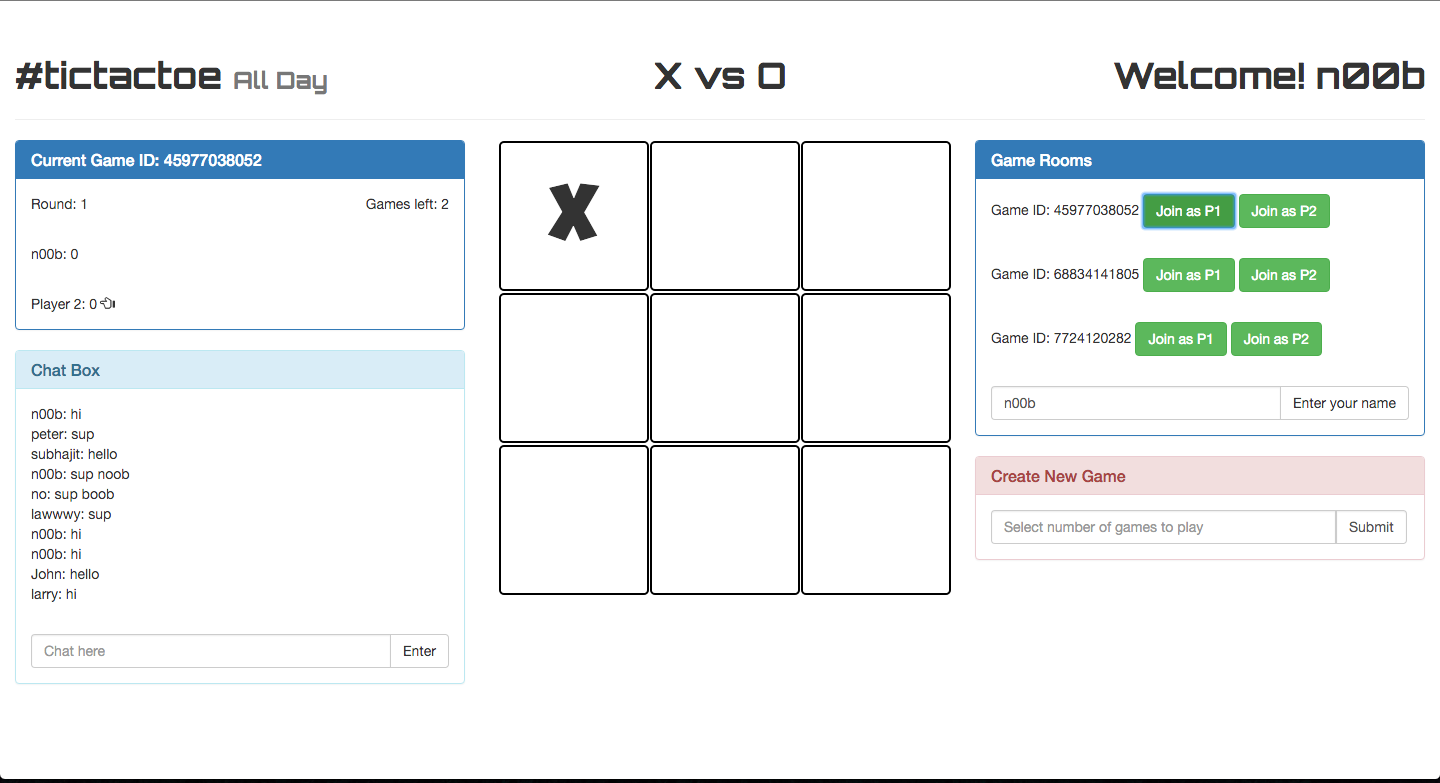 #tictactoe All Day
X vs O
Welcome! n00b
Current Game ID: 45977038052
Round: 1
Games left: 2
n00b: 0
Player 2: 0
Chat Box
n00b: hi
peter: sup
subhajit: hello
n00b: sup noob
no: sup boob
lawwwy: sup
n00b: hi
n00b: hi
John: hello
larry: hi
Chat here
Enter
X
Game Rooms
Game ID: 45977038052 Join as P1 Join as P2
Game ID: 68834141805 Join as P1 Join as P2
Game ID: 7724120282 Join as P1 Join as P2
n00b
Enter your name
Create New Game
Select number of games to play
Submit